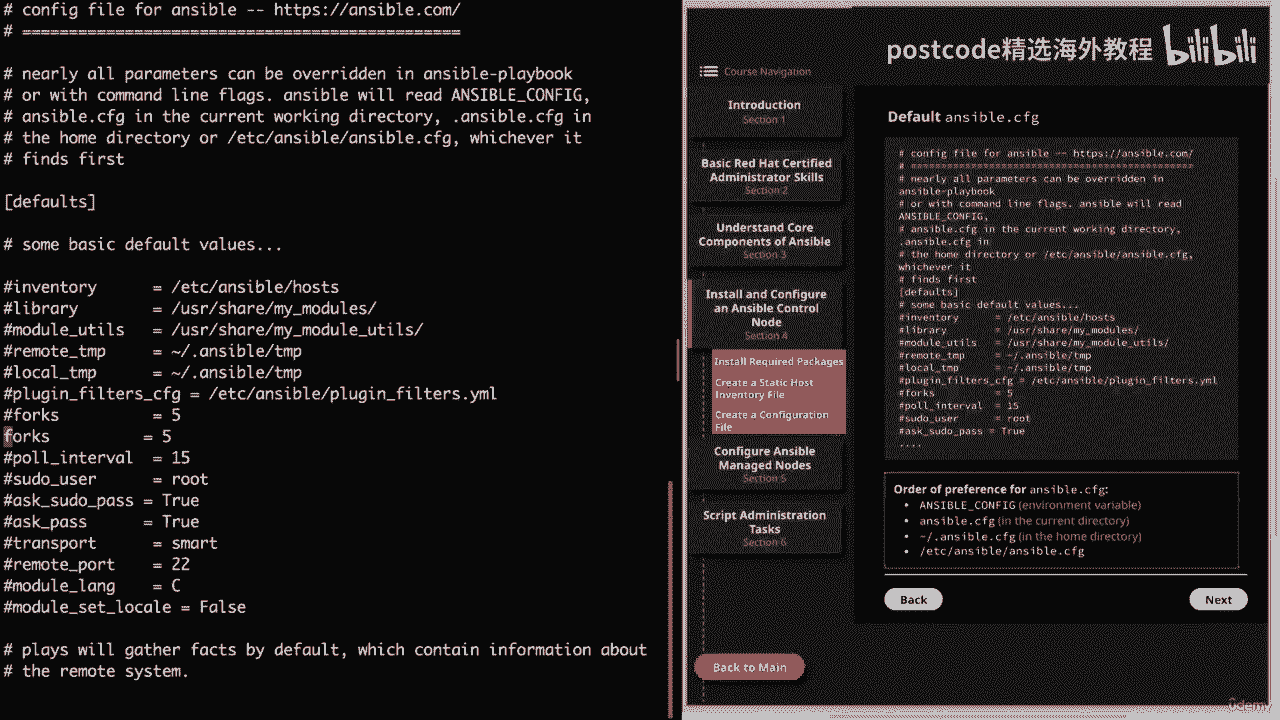 # config file for ansible -- https://ansible.com/
# ===============================================
# nearly all parameters can be overridden in ansible-playbook
# or with command line flags. ansible will read ANSIBLE_CONFIG,
# ansible.cfg in the current working directory, .ansible.cfg in
# the home directory or /etc/ansible/ansible.cfg, whichever it
# finds first
[defaults]
# some basic default values...
#inventory      = /etc/ansible/hosts
#library        = /usr/share/my_modules/
#module_utils   = /usr/share/my_module_utils/
#remote_tmp     = ~/.ansible/tmp
#local_tmp      = ~/.ansible/tmp
#plugin_filters_cfg = /etc/ansible/plugin_filters.yml
#forks          = 5
forks          = 5
#poll_interval  = 15
#sudo_user      = root
#ask_sudo_pass = True
#ask_pass      = True
#transport      = smart
#remote_port    = 22
#module_lang    = C
#module_set_locale = False
# plays will gather facts by default, which contain information about
# the remote system.
postcode精选海外教程 bilibili
Course Navigation
Introduction
Section 1
Basic Red Hat Certified
Administrator Skills
Section 2
Understand Core
Components of Ansible
Section 3
Install and Configure
an Ansible Control
Node
Section 4
Install Required Packages
Create a Static Host
Inventory File
Create a Configuration
File
Configure Ansible
Managed Nodes
Section 5
Script Administration
Tasks
Section 6
Back to Main
Default ansible.cfg
# config file for ansible -- https://ansible.com/
# ===============================================
# nearly all parameters can be overridden in
ansible-playbook
# or with command line flags. ansible will read
ANSIBLE_CONFIG,
# ansible.cfg in the current working directory,
.ansible.cfg in
# the home directory or /etc/ansible/ansible.cfg,
whichever it
# finds first
[defaults]
# some basic default values...
#inventory      = /etc/ansible/hosts
#library        = /usr/share/my_modules/
#module_utils   = /usr/share/my_module_utils/
#remote_tmp     = ~/.ansible/tmp
#local_tmp      = ~/.ansible/tmp
#plugin_filters_cfg = /etc/ansible/plugin_filters.yml
#forks          = 5
#poll_interval  = 15
#sudo_user      = root
#ask_sudo_pass = True
....
Order of preference for ansible.cfg:
• ANSIBLE_CONFIG (environment variable)
• ansible.cfg (in the current directory)
• ~/.ansible.cfg (in the home directory)
• /etc/ansible/ansible.cfg
Back
Next
ûdemy